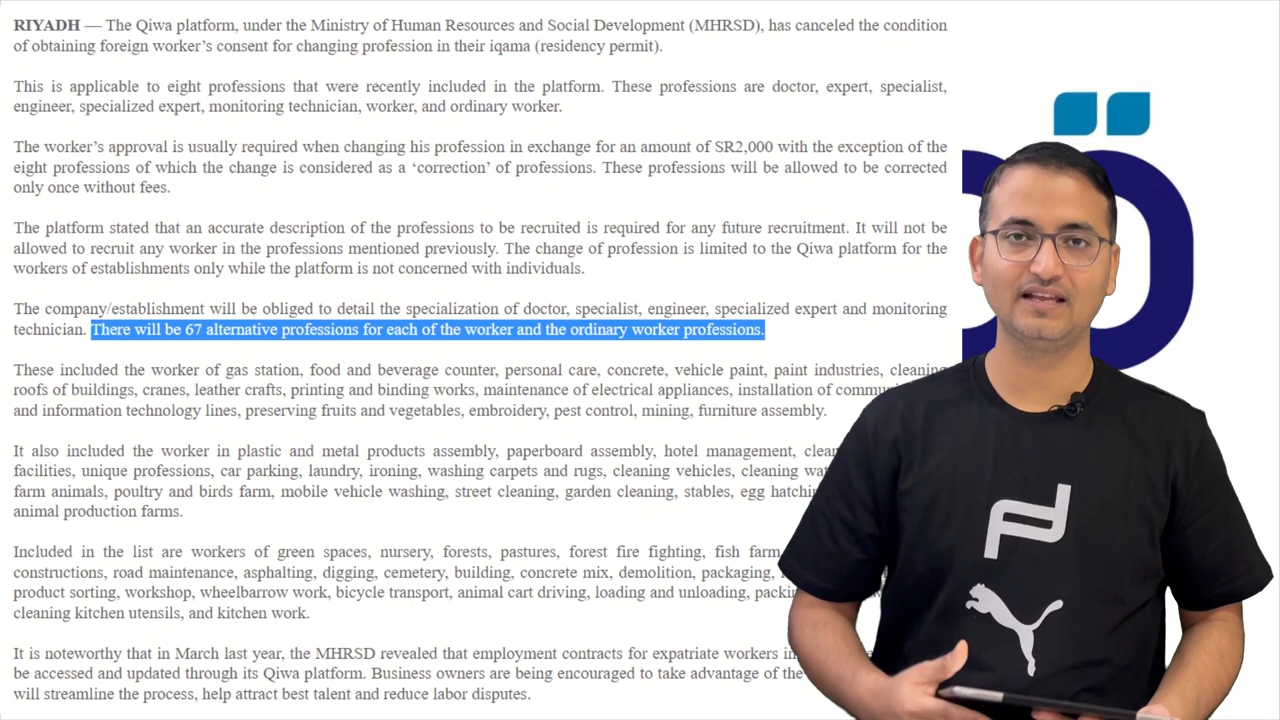 RIYADH — The Qiwa platform, under the Ministry of Human Resources and Social Development (MHRSD), has canceled the condition
of obtaining foreign worker’s consent for changing profession in their iqama (residency permit).
This is applicable to eight professions that were recently included in the platform. These professions are doctor, expert, specialist,
engineer, specialized expert, monitoring technician, worker, and ordinary worker.
The worker’s approval is usually required when changing his profession in exchange for an amount of SR2,000 with the exception of the
eight professions of which the change is considered as a ‘correction’ of professions. These professions will be allowed to be corrected
only once without fees.
The platform stated that an accurate description of the professions to be recruited is required for any future recruitment. It will not be
allowed to recruit any worker in the professions mentioned previously. The change of profession is limited to the Qiwa platform for the
workers of establishments only while the platform is not concerned with individuals.
The company/establishment will be obliged to detail the specialization of doctor, specialist, engineer, specialized expert and monitoring
technician. There will be 67 alternative professions for each of the worker and the ordinary worker professions.
These included the worker of gas station, food and beverage counter, personal care, concrete, vehicle paint, paint industries, cleaning
roofs of buildings, cranes, leather crafts, printing and binding works, maintenance of electrical appliances, installation of
and information technology lines, preserving fruits and vegetables, embroidery, pest control, mining, furniture assembly.
It also included the worker in plastic and metal products assembly, paperboard assembly, hotel management,
facilities, unique professions, car parking, laundry, ironing, washing carpets and rugs, cleaning vehicles, cleaning
farm animals, poultry and birds farm, mobile vehicle washing, street cleaning, garden cleaning, stables, egg
animal production farms.
Included in the list are workers of green spaces, nursery, forests, pastures, forest fire fighting, fish farm
constructions, road maintenance, asphalting, digging, cemetery, building, concrete mix, demolition, packaging,
product sorting, workshop, wheelbarrow work, bicycle transport, animal cart driving, loading and unloading,
cleaning kitchen utensils, and kitchen work.
It is noteworthy that in March last year, the MHRSD revealed that employment contracts for expatriate workers
be accessed and updated through its Qiwa platform. Business owners are being encouraged to take advantage of the
will streamline the process, help attract best talent and reduce labor disputes.